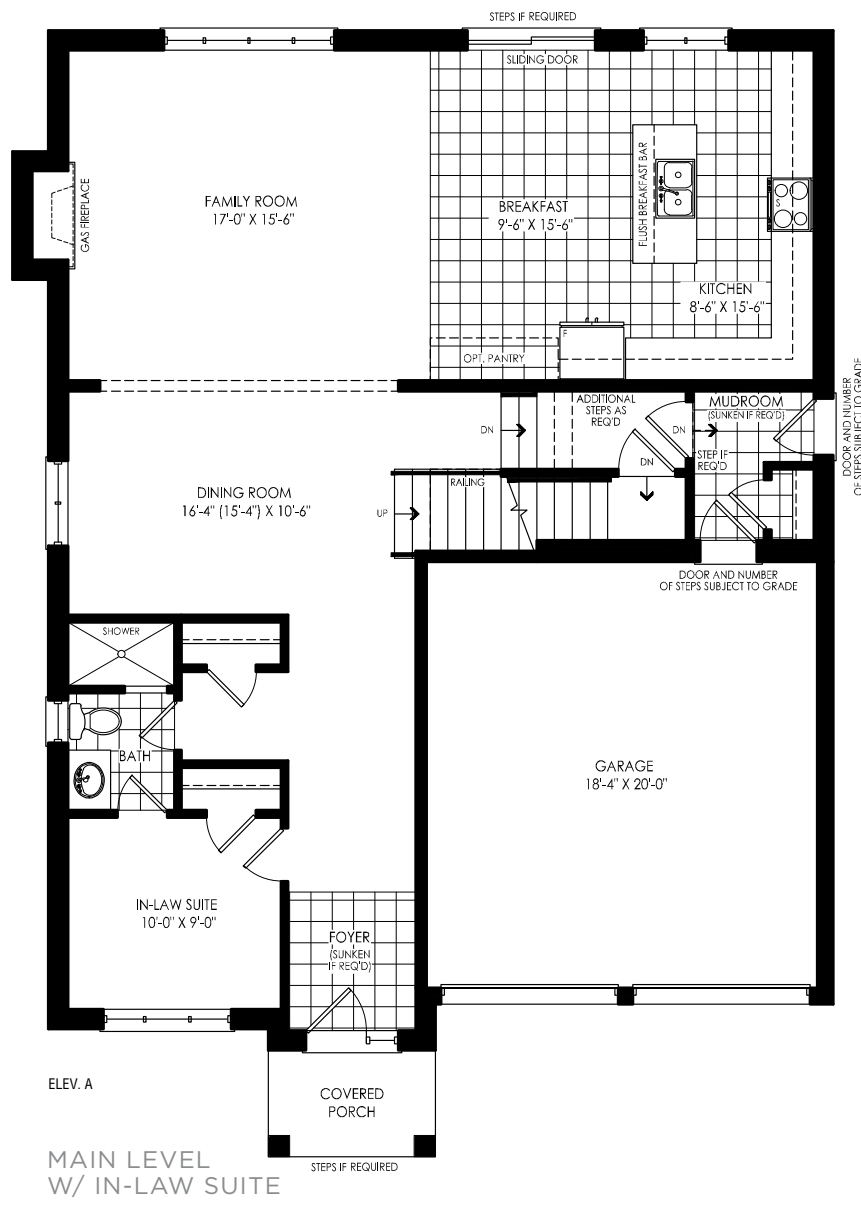 STEPS IF REQUIRED
SLIDING DOOR
GAS FIREPLACE
FAMILY ROOM
17'-0" X 15'-6"
BREAKFAST
9'-6" X 15'-6"
FLUSH BREAKFAST BAR
S
KITCHEN
8'-6" X 15'-6"
F
OPT. PANTRY
ADDITIONAL
STEPS AS
REQ'D
DN
DN
DN
MUDROOM
(SUNKEN IF REQ'D)
STEP IF
REQ'D
DOOR AND NUMBER
OF STEPS SUBJECT TO GRADE
DINING ROOM
16'-4" (15'-4") X 10'-6"
RAILING
UP
DOOR AND NUMBER
OF STEPS SUBJECT TO GRADE
SHOWER
BATH
GARAGE
18'-4" X 20'-0"
IN-LAW SUITE
10'-0" X 9'-0"
FOYER
(SUNKEN
IF REQ'D)
ELEV. A
COVERED
PORCH
STEPS IF REQUIRED
MAIN LEVEL
W/ IN-LAW SUITE